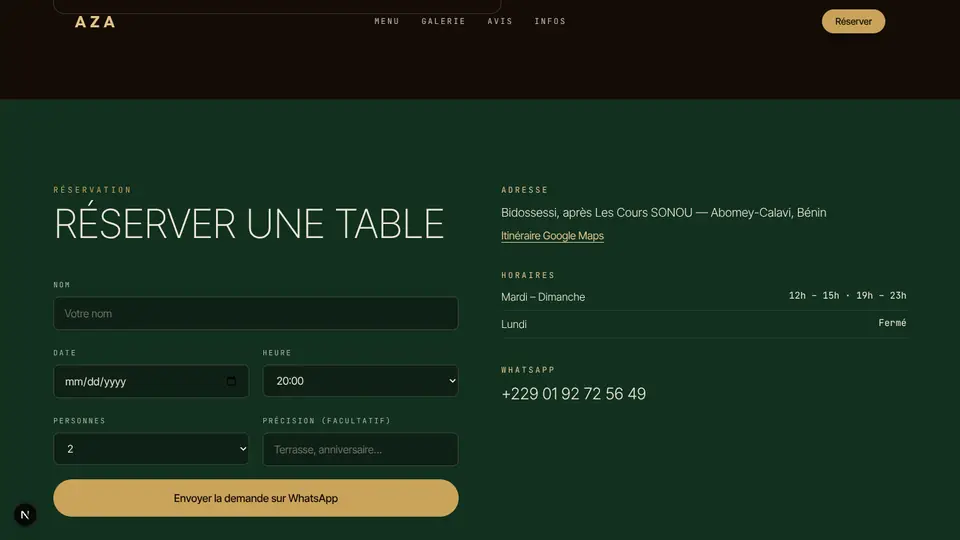 AZA
MENU GALERIE AVIS INFOS
Réserver
RÉSERVATION
RÉSERVER UNE TABLE
NOM
Votre nom
DATE
HEURE
mm/dd/yyyy
20:00
PERSONNES
PRÉCISION (FACULTATIF)
2
Terrasse, anniversaire...
Envoyer la demande sur WhatsApp
ADRESSE
Bidossessi, après Les Cours SONOU — Abomey-Calavi, Bénin
Itinéraire Google Maps
HORAIRES
Mardi – Dimanche 12h – 15h · 19h – 23h
Lundi Fermé
WHATSAPP
+229 01 92 72 56 49
N